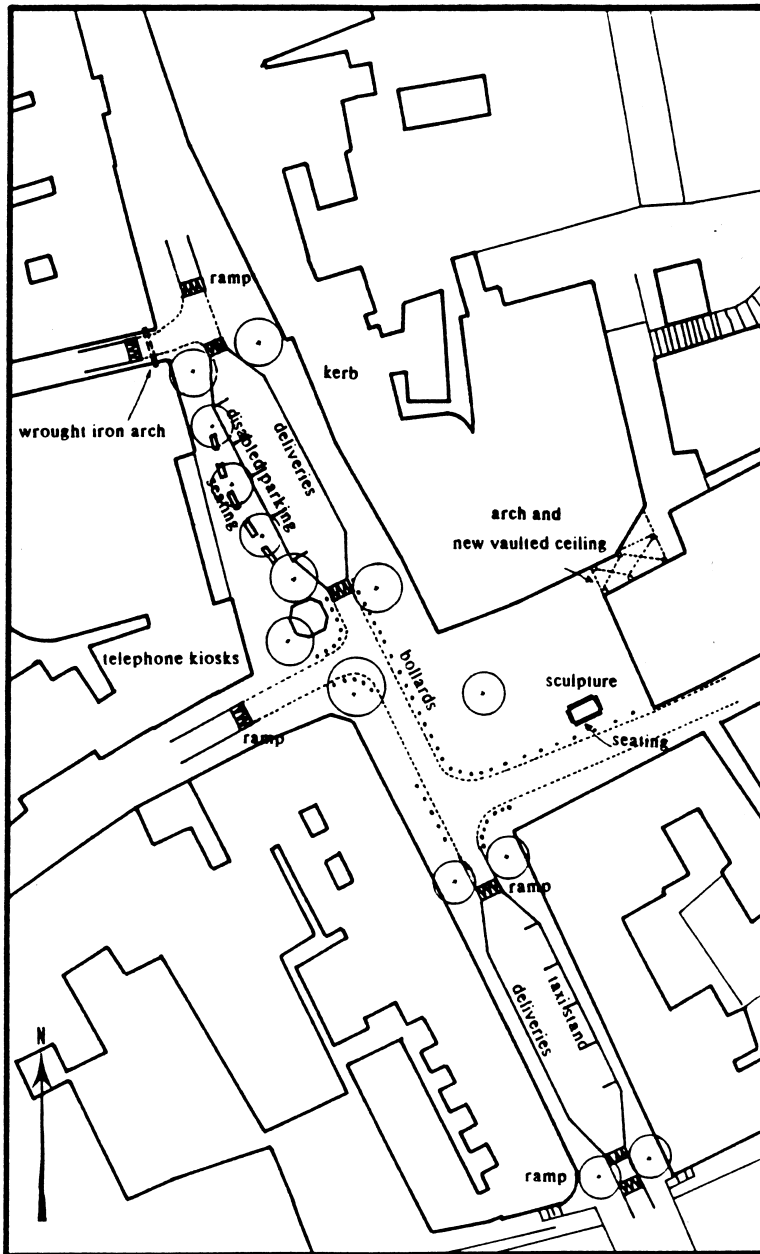 ramp
kerb
wrought iron arch
disabled parking
deliveries
seating
arch and
new vaulted ceiling
telephone kiosks
bollards
sculpture
seating
ramp
ramp
taxi stand
deliveries
N
ramp